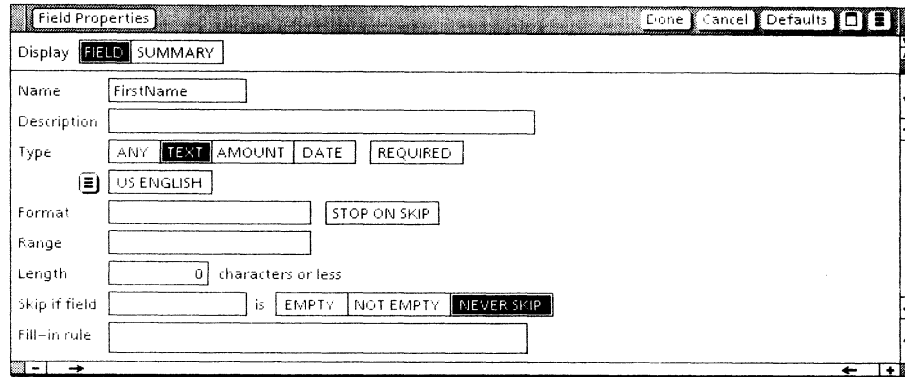 Field Properties Done Cancel Defaults
Display FIELD SUMMARY
Name FirstName
Description
Type ANY TEXT AMOUNT DATE REQUIRED
US ENGLISH
Format STOP ON SKIP
Range
Length 0 characters or less
Skip if field is EMPTY NOT EMPTY NEVER SKIP
Fill-in rule